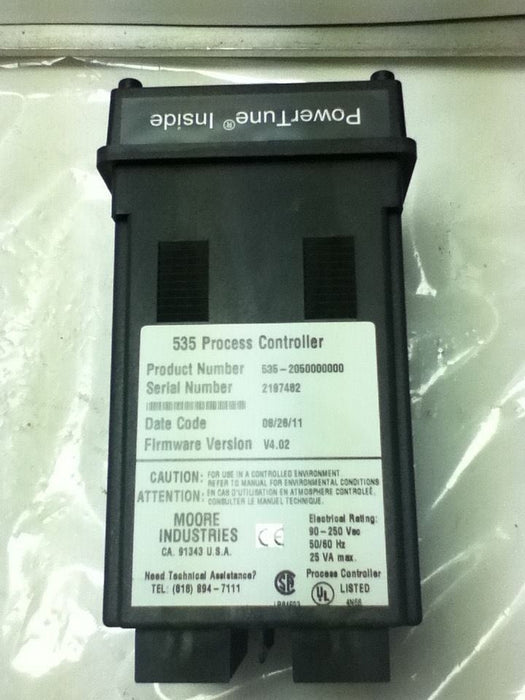 PowerTune® Inside
535 Process Controller
Product Number 535-2050000000
Serial Number 2197482
Date Code 08/26/11
Firmware Version V4.02
CAUTION: FOR USE IN A CONTROLLED ENVIRONMENT.
REFER TO MANUAL FOR ENVIRONMENTAL CONDITIONS
ATTENTION: EN CAS D'UTILISATION EN ATMOSPHERE CONTROLEÉ,
CONSULTER LE MANUEL TECHNIQUE.
MOORE
INDUSTRIES
CA. 91343 U.S.A.
CE
Electrical Rating:
90-250 Vac
50/60 Hz
25 VA max.
Need Technical Assistance?
TEL: (818) 894-7111
Process Controller
UL LISTED